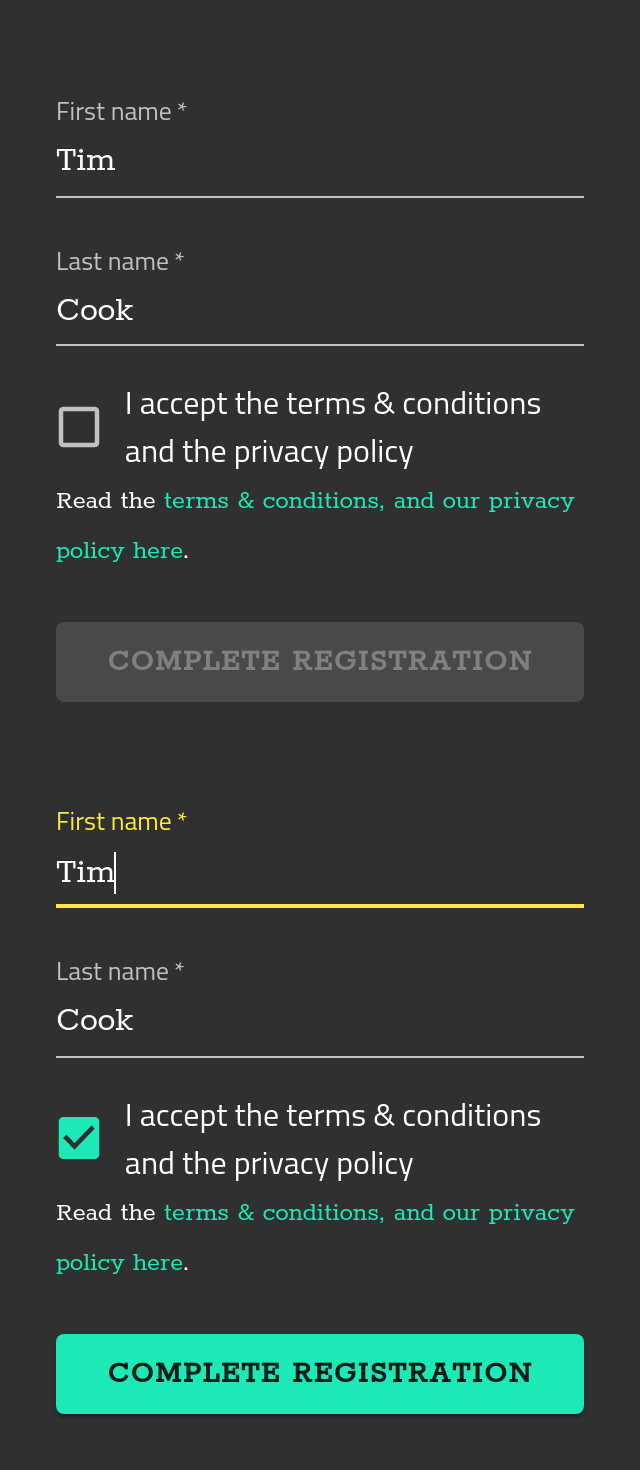 First name *
Tim
Last name *
Cook
I accept the terms & conditions
and the privacy policy
Read the terms & conditions, and our privacy
policy here.
COMPLETE REGISTRATION
First name *
Tim
Last name *
Cook
I accept the terms & conditions
and the privacy policy
Read the terms & conditions, and our privacy
policy here.
COMPLETE REGISTRATION